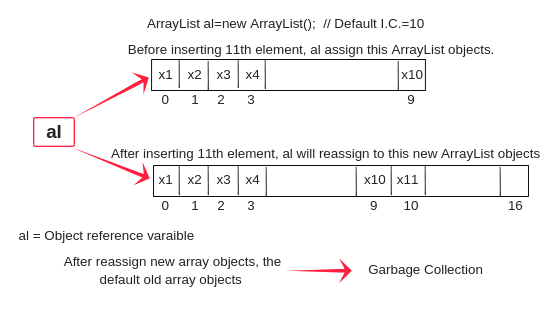 ArrayList al=new ArrayList();  // Default I.C.=10
Before inserting 11th element, al assign this ArrayList objects.
x1 x2 x3 x4 x10
0 1 2 3 9
al
After inserting 11th element, al will reassign to this new ArrayList objects
x1 x2 x3 x4 x10 x11
0 1 2 3 9 10 16
al = Object reference varaible
After reassign new array objects, the
default old array objects
Garbage Collection